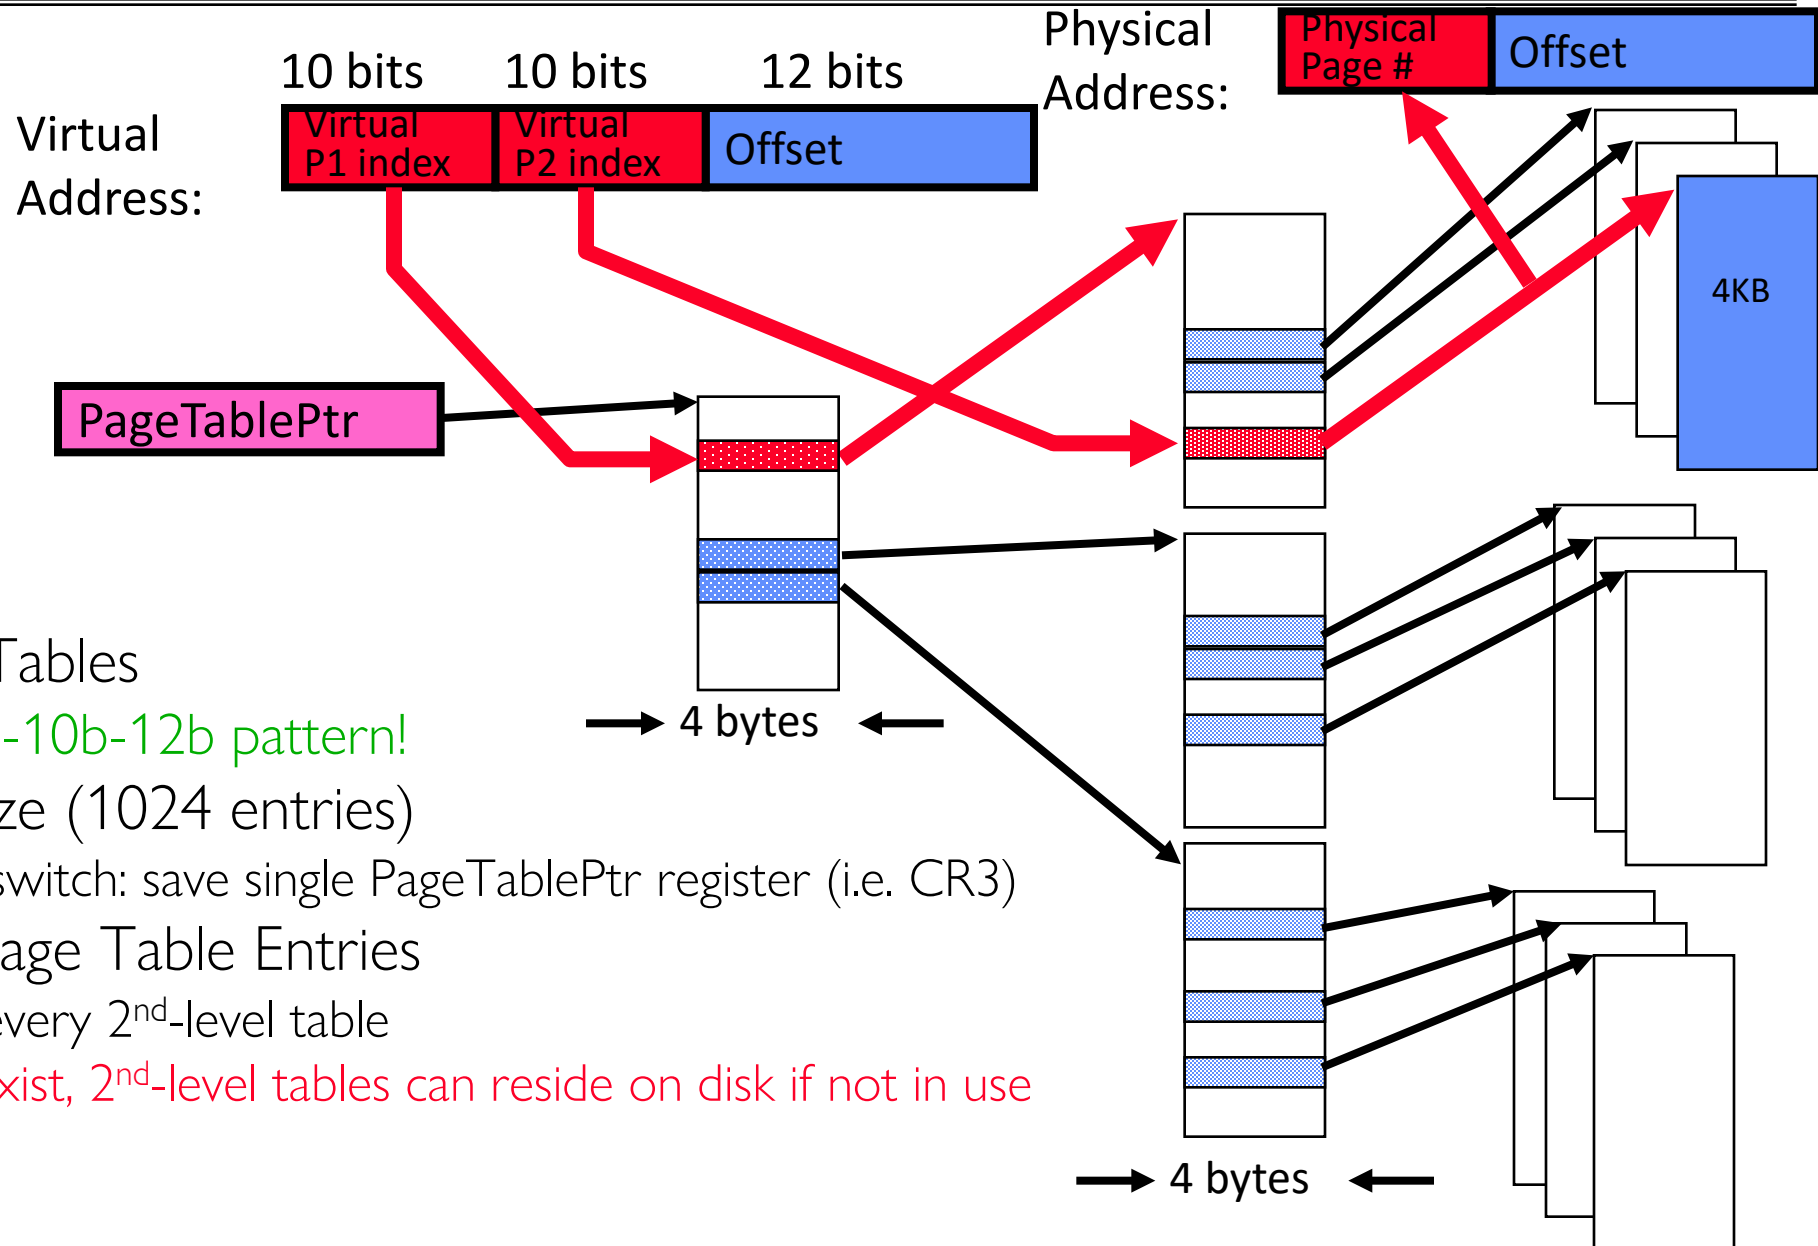 10 bits 10 bits 12 bits
Virtual
Address:
Virtual
P1 index
Virtual
P2 index
Offset
Physical
Address:
Physical
Page #
Offset
4KB
PageTablePtr
4 bytes
Tables
-10b-12b pattern!
ze (1024 entries)
switch: save single PageTablePtr register (i.e. CR3)
age Table Entries
every 2nd-level table
xist, 2nd-level tables can reside on disk if not in use
4 bytes